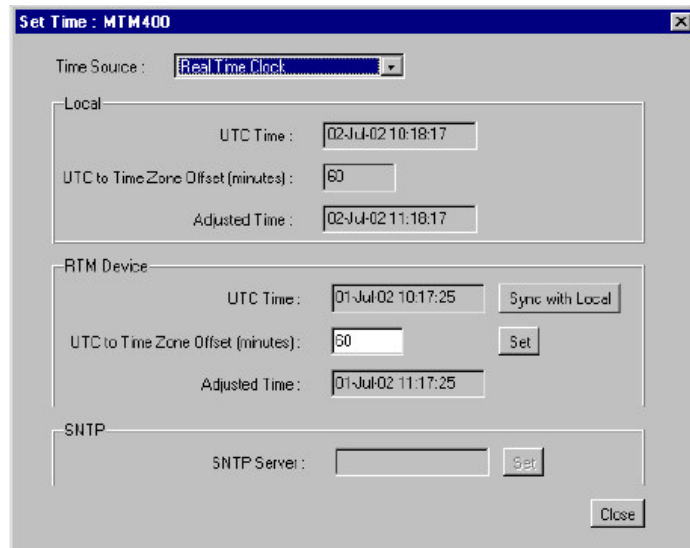 Set Time : MTM400
Time Source : Real Time Clock
Local
UTC Time : 02-Jul-02 10:18:17
UTC to Time Zone Offset (minutes) : 60
Adjusted Time : 02-Jul-02 11:18:17
RTM Device
UTC Time : 01-Jul-02 10:17:25 Sync with Local
UTC to Time Zone Offset (minutes) : 60 Set
Adjusted Time : 01-Jul-02 11:17:25
SNTP
SNTP Server : Set
Close